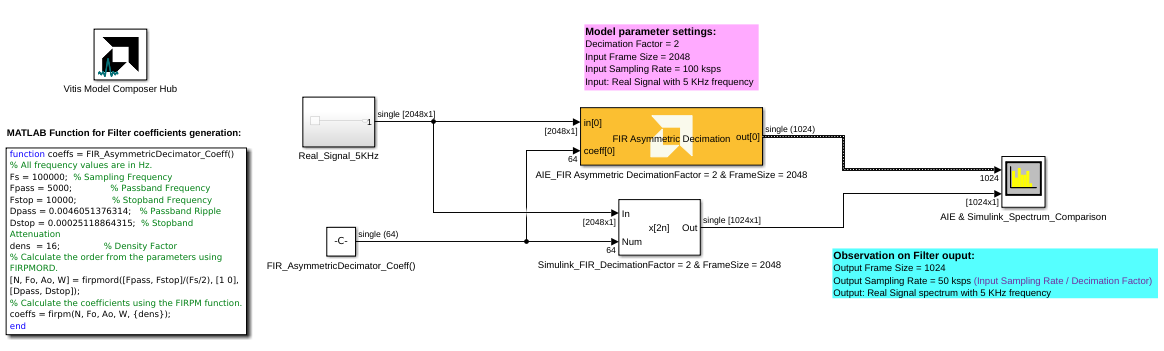 Vitis Model Composer Hub
MATLAB Function for Filter coefficients generation:
function coeffs = FIR_AsymmetricDecimator_Coeff()
% All frequency values are in Hz.
Fs = 100000;  % Sampling Frequency
Fpass = 5000;  % Passband Frequency
Fstop = 10000;  % Stopband Frequency
Dpass = 0.0046051376314;  % Passband Ripple
Dstop = 0.00025118864315;  % Stopband
Attenuation
dens  = 16;  % Density Factor
% Calculate the order from the parameters using
FIRPMORD.
[N, Fo, Ao, W] = firpmord([Fpass, Fstop]/(Fs/2), [1 0],
[Dpass, Dstop]);
% Calculate the coefficients using the FIRPM function.
coeffs = firpm(N, Fo, Ao, W, {dens});
end
Model parameter settings:
Decimation Factor = 2
Input Frame Size = 2048
Input Sampling Rate = 100 ksps
Input: Real Signal with 5 KHz frequency
1
single [2048x1]
Real_Signal_5KHz
[2048x1]
64
in[0]
coeff[0]
FIR Asymmetric Decimation
out[0]
single (1024)
AIE_FIR Asymmetric DecimationFactor = 2 & FrameSize = 2048
-C-
single (64)
FIR_AsymmetricDecimator_Coeff()
[2048x1]
64
In
Num
x[2n]
Out
single [1024x1]
Simulink_FIR_DecimationFactor = 2 & FrameSize = 2048
1024
[1024x1]
AIE & Simulink_Spectrum_Comparison
Observation on Filter ouput:
Output Frame Size = 1024
Output Sampling Rate = 50 ksps (Input Sampling Rate / Decimation Factor)
Output: Real Signal spectrum with 5 KHz frequency